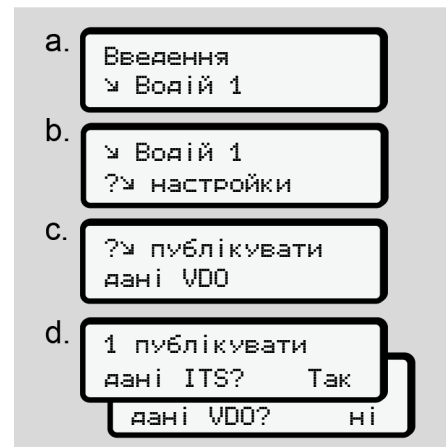 a.
Введення
↘ Водій 1
b.
↘ Водій 1
?↘ настройки
c.
?↘ публікувати
дані VDO
d.
1 публікувати
дані ITS? Так
дані VDO? ні